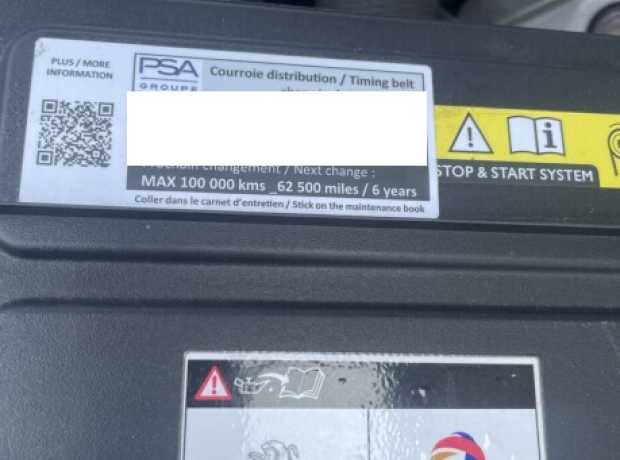 PLUS / MORE
INFORMATION
PSA
GROUPE
Courroie distribution / Timing belt
changement / Next change :
MAX 100 000 kms _62 500 miles / 6 years
Coller dans le carnet d'entretien / Stick on the maintenance book
STOP & START SYSTEM